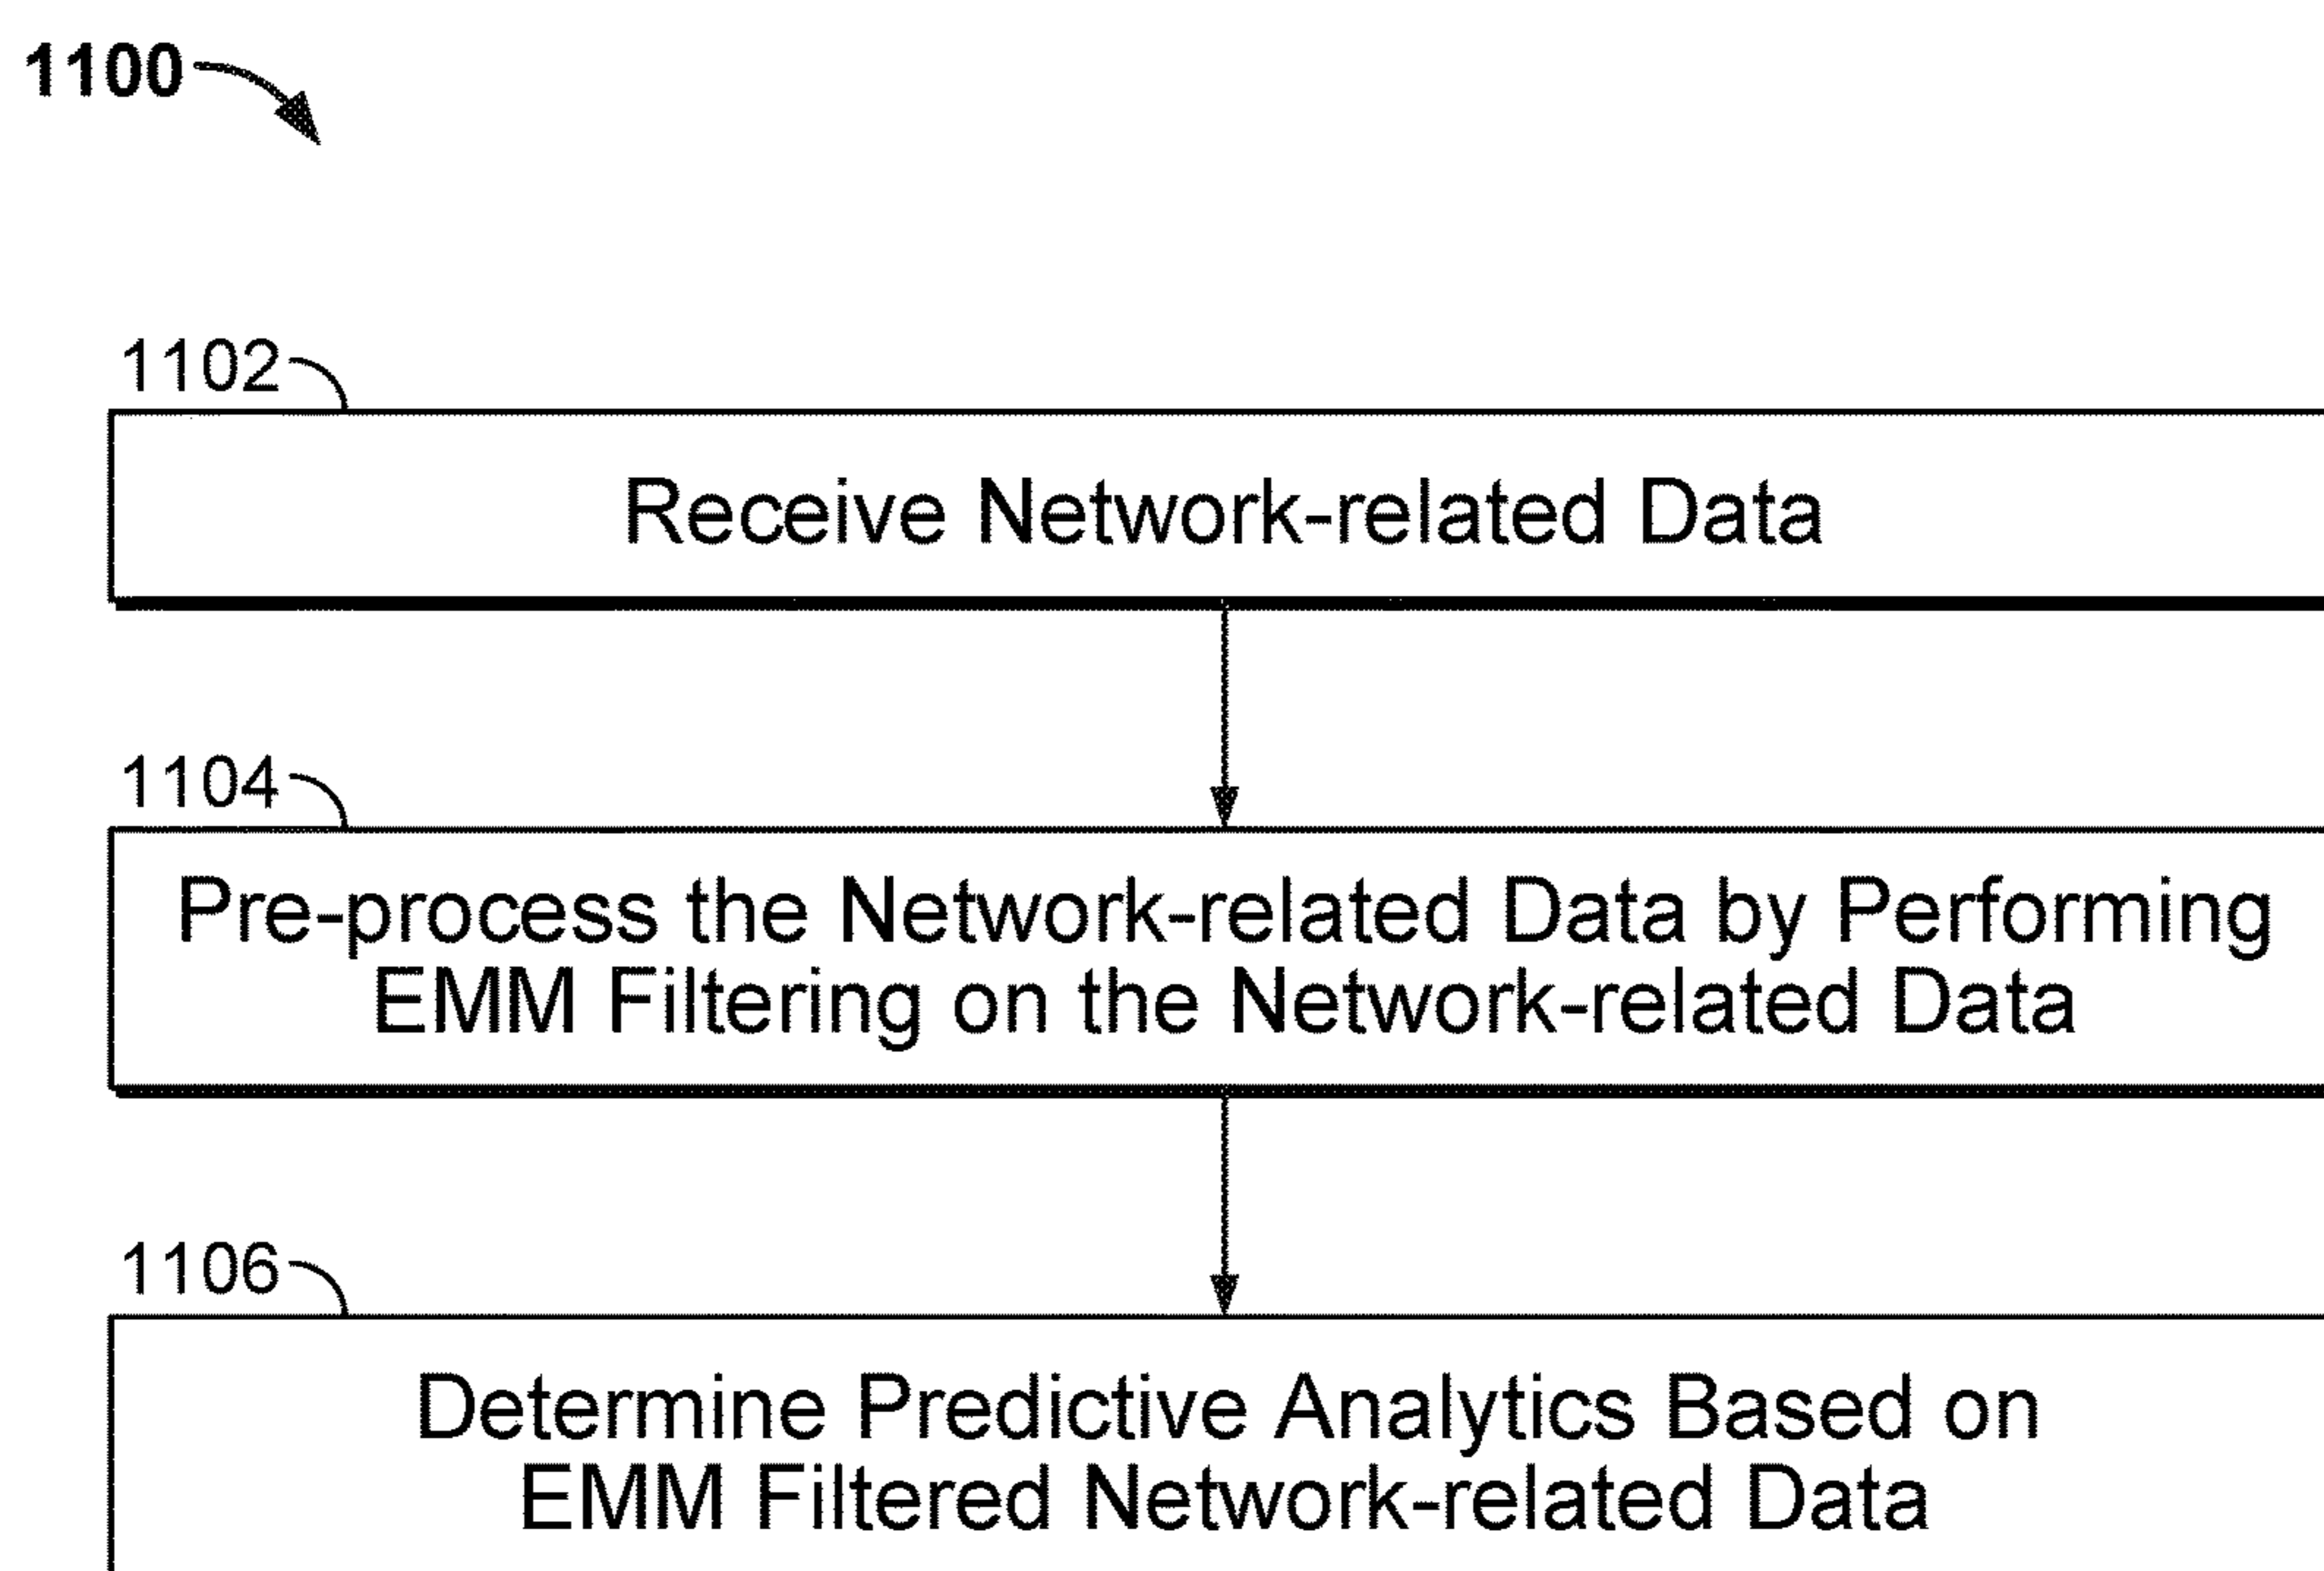 1100
1102
Receive Network-related Data
1104
Pre-process the Network-related Data by Performing
EMM Filtering on the Network-related Data
1106
Determine Predictive Analytics Based on
EMM Filtered Network-related Data